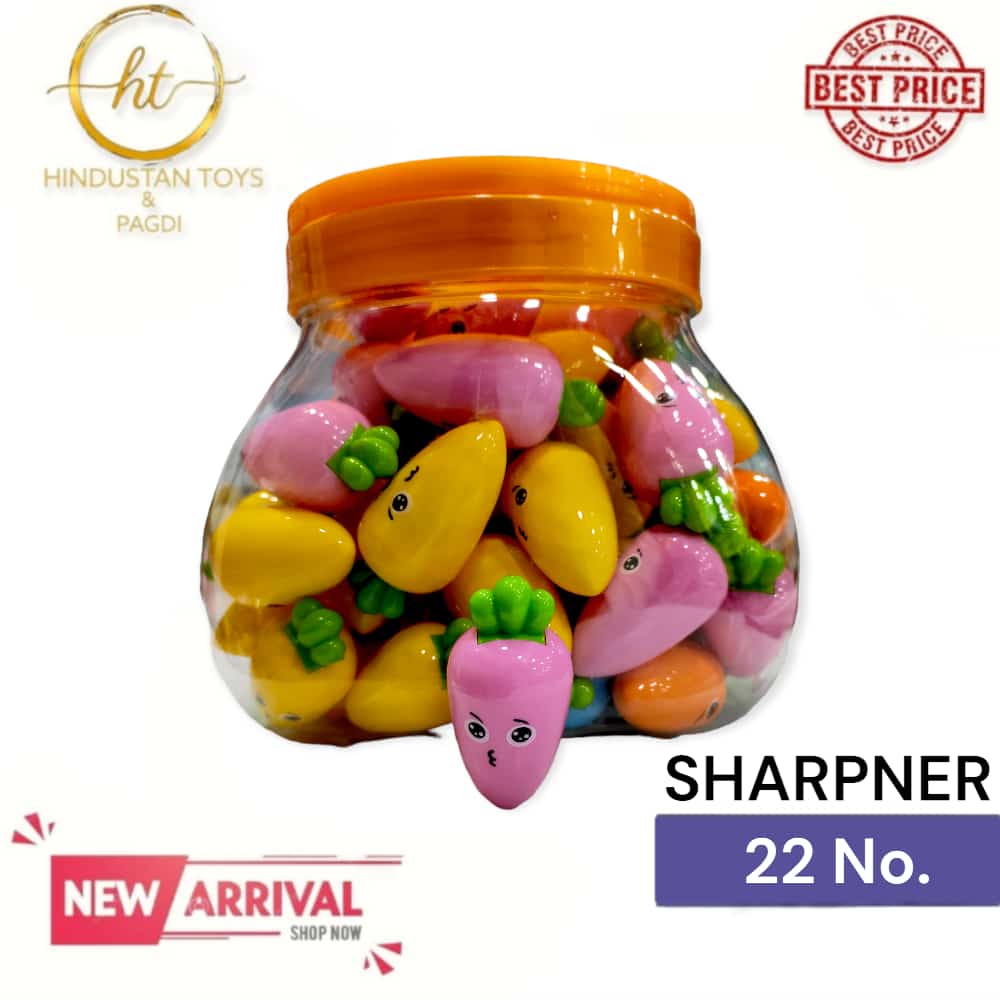 ht
HINDUSTAN TOYS
&
PAGDI
BEST PRICE
BEST PRICE
BEST PRICE
SHARPNER
22 No.
NEW ARRIVAL
SHOP NOW